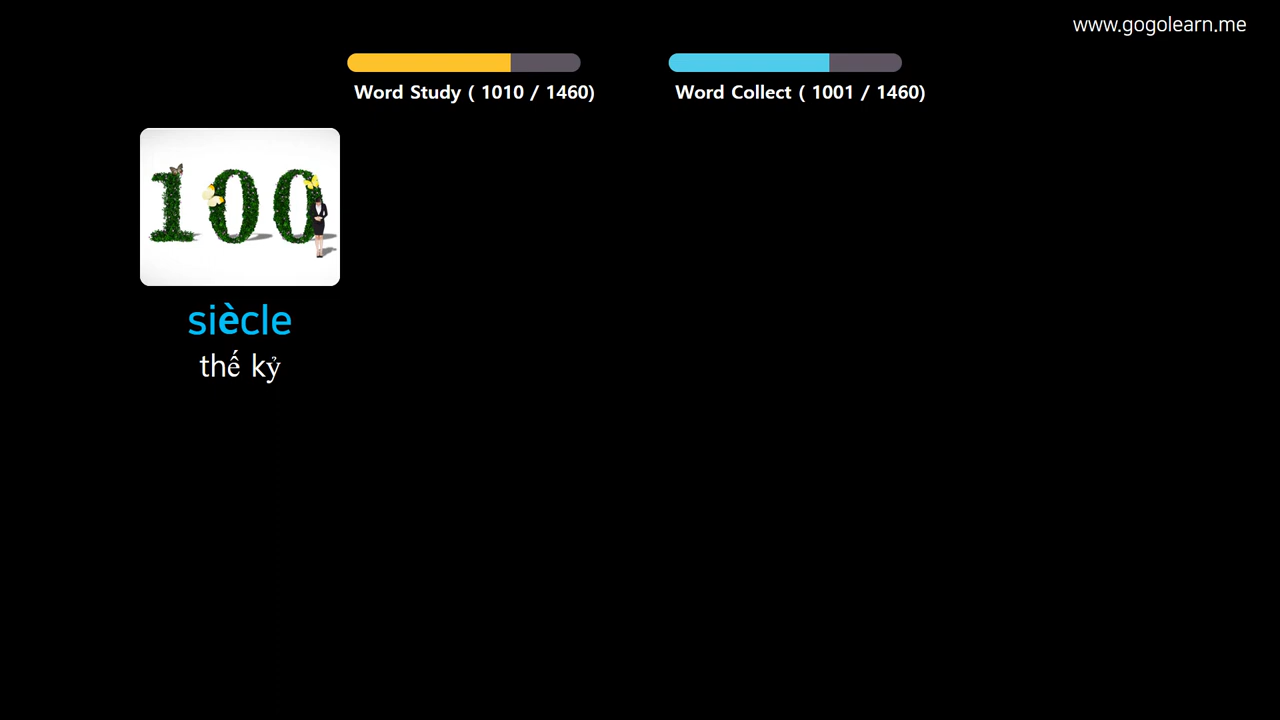 www.gogolearn.me
Word Study ( 1010 / 1460)
Word Collect ( 1001 / 1460)
100
siècle
thế kỷ